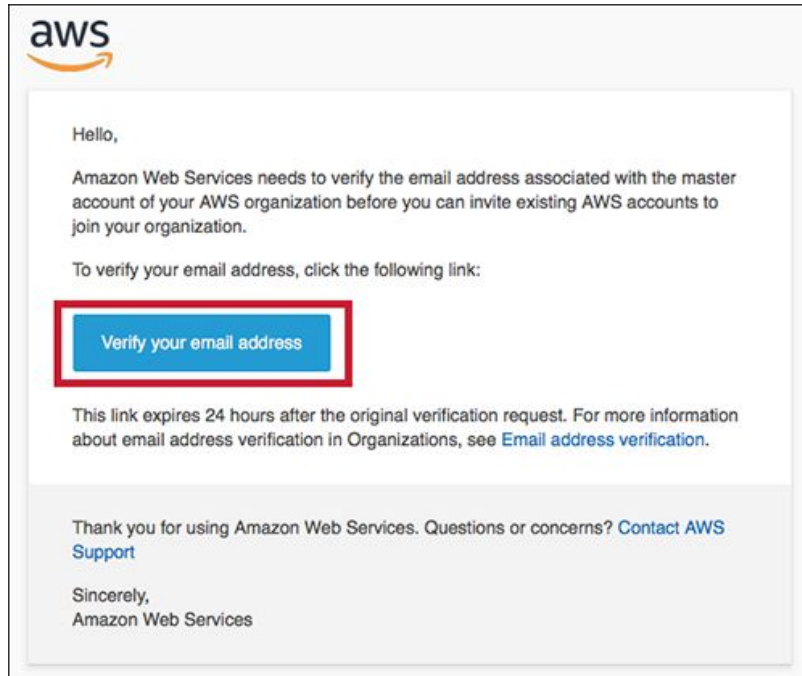 aws
Hello,
Amazon Web Services needs to verify the email address associated with the master
account of your AWS organization before you can invite existing AWS accounts to
join your organization.
To verify your email address, click the following link:
Verify your email address
This link expires 24 hours after the original verification request. For more information
about email address verification in Organizations, see Email address verification.
Thank you for using Amazon Web Services. Questions or concerns? Contact AWS
Support
Sincerely,
Amazon Web Services